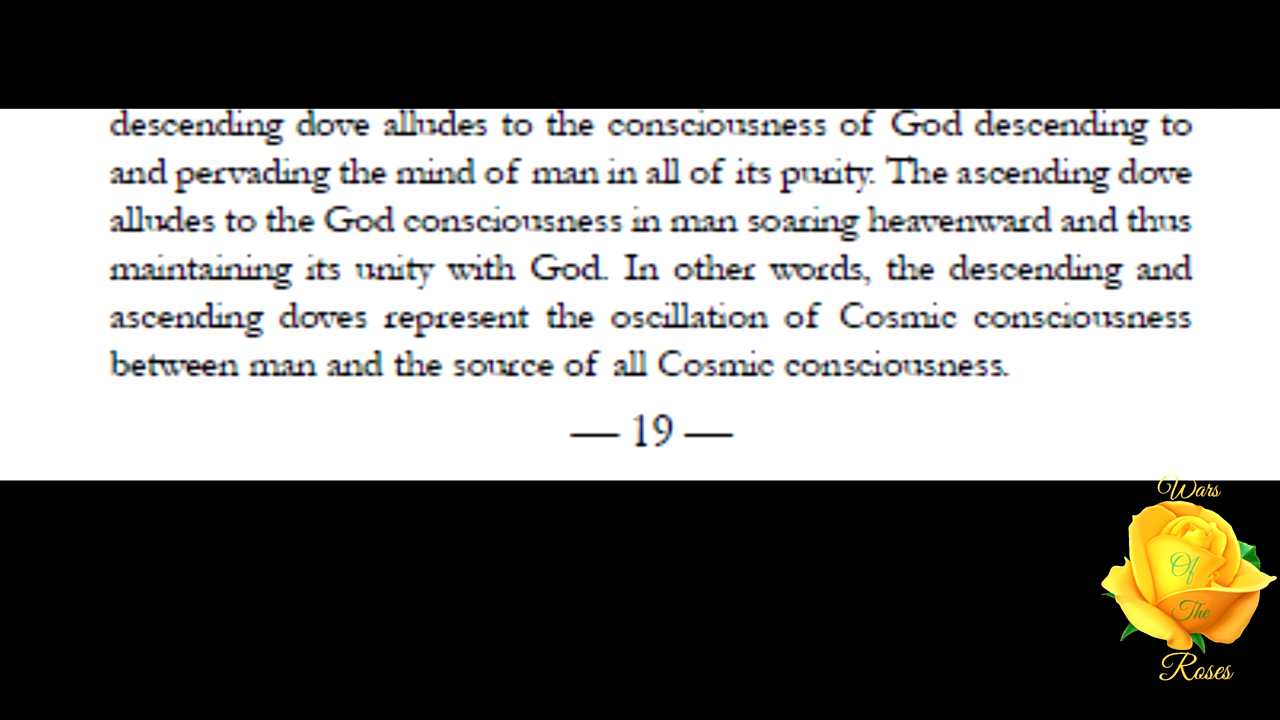 descending dove alludes to the consciousness of God descending to
and pervading the mind of man in all of its purity. The ascending dove
alludes to the God consciousness in man soaring heavenward and thus
maintaining its unity with God. In other words, the descending and
ascending doves represent the oscillation of Cosmic consciousness
between man and the source of all Cosmic consciousness.
— 19 —
Wars
Of
The
Roses